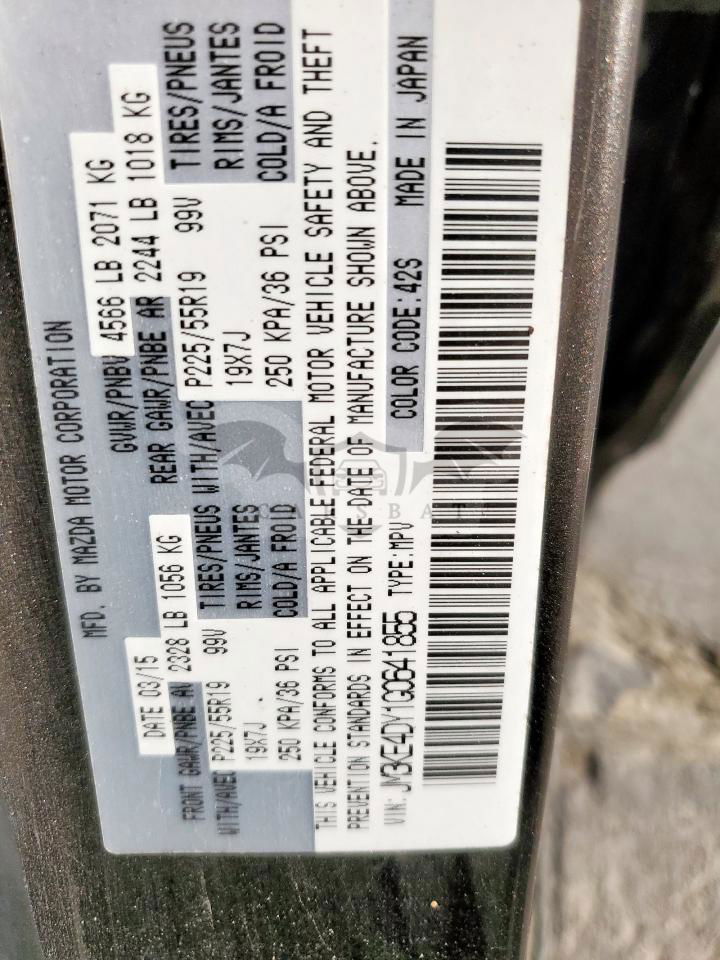 MFD. BY MAZDA MOTOR CORPORATION
DATE 03/15 GVWR/PNBV 4566 LB 2071 KG
FRONT GAWR/PNBE AV 2328 LB 1056 KG REAR GAWR/PNBE AR 2244 LB 1018 KG
WITH/AVEC P225/55R19 99V TIRES/PNEUS WITH/AVEC P225/55R19 99V TIRES/PNEUS
19X7J RIMS/JANTES 19X7J RIMS/JANTES
250 KPA/36 PSI COLD/A FROID 250 KPA/36 PSI COLD/A FROID
THIS VEHICLE CONFORMS TO ALL APPLICABLE FEDERAL MOTOR VEHICLE SAFETY AND THEFT
PREVENTION STANDARDS IN EFFECT ON THE DATE OF MANUFACTURE SHOWN ABOVE.
VIN: JM3KE4DY1G0641855 TYPE:MPV COLOR CODE:42S MADE IN JAPAN
CARSBAT